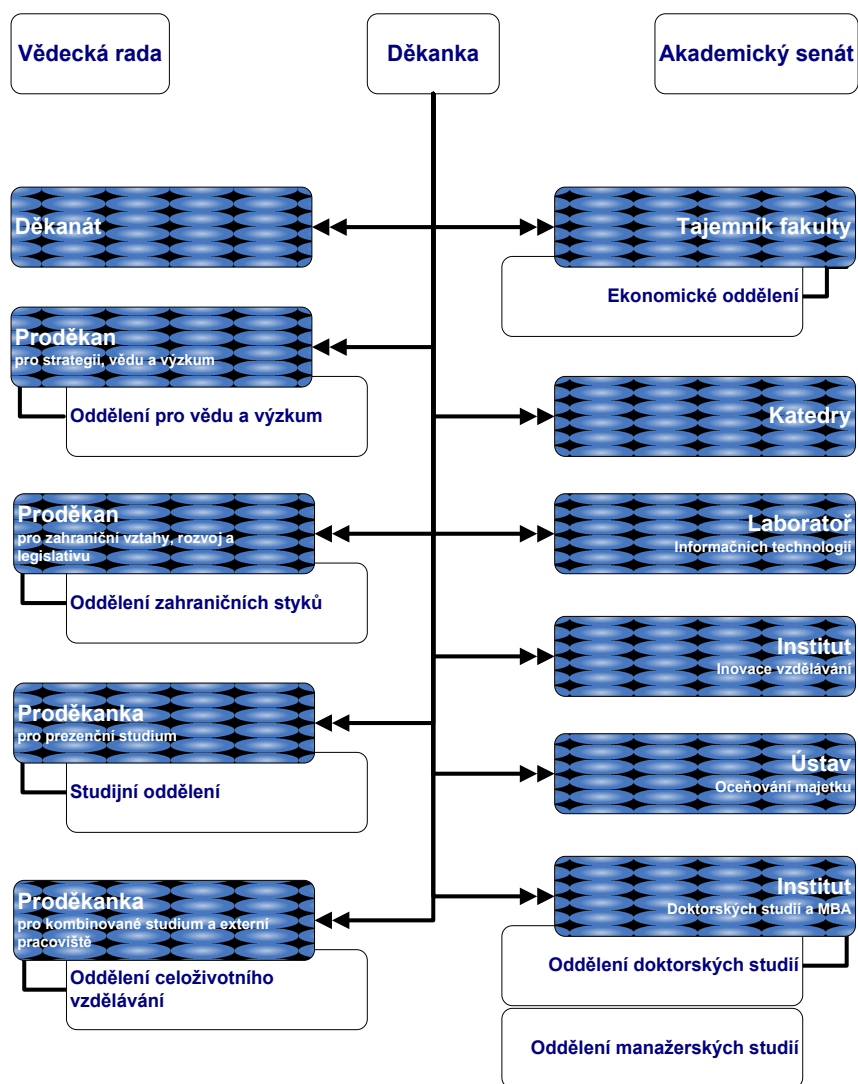 Vědecká rada
Děkanka
Akademický senát
Děkanát
Tajemník fakulty
Ekonomické oddělení
Proděkan
pro strategii, vědu a výzkum
Oddělení pro vědu a výzkum
Katedry
Proděkan
pro zahraniční vztahy, rozvoj a
legislativu
Oddělení zahraničních styků
Laboratoř
Informačních technologií
Institut
Inovace vzdělávání
Proděkanka
pro prezenční studium
Studijní oddělení
Ústav
Oceňování majetku
Proděkanka
pro kombinované studium a externí
pracoviště
Oddělení celoživotního
vzdělávání
Institut
Doktorských studií a MBA
Oddělení doktorských studií
Oddělení manažerských studií